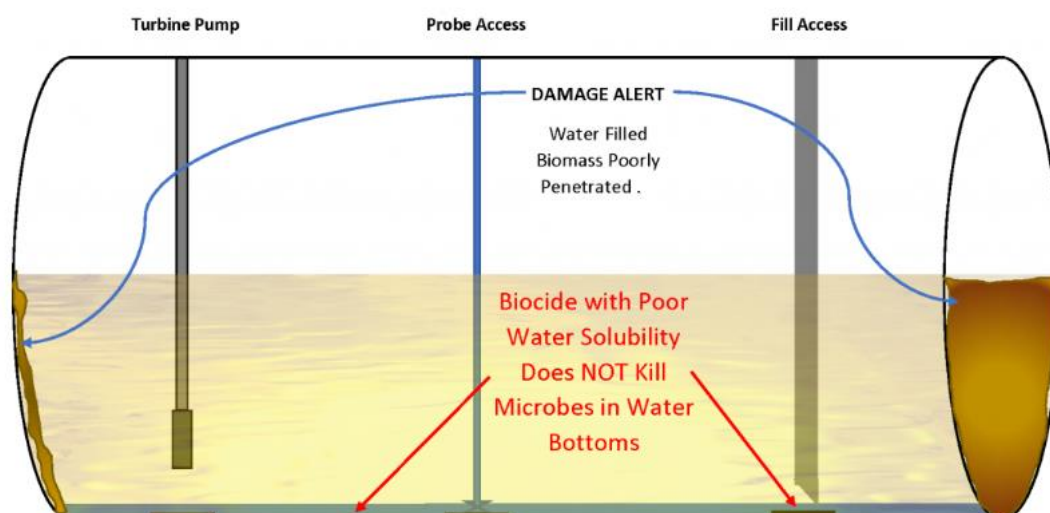 Turbine Pump
Probe Access
Fill Access
DAMAGE ALERT
Water Filled
Biomass Poorly
Penetrated .
Biocide with Poor
Water Solubility
Does NOT Kill
Microbes in Water
Bottoms